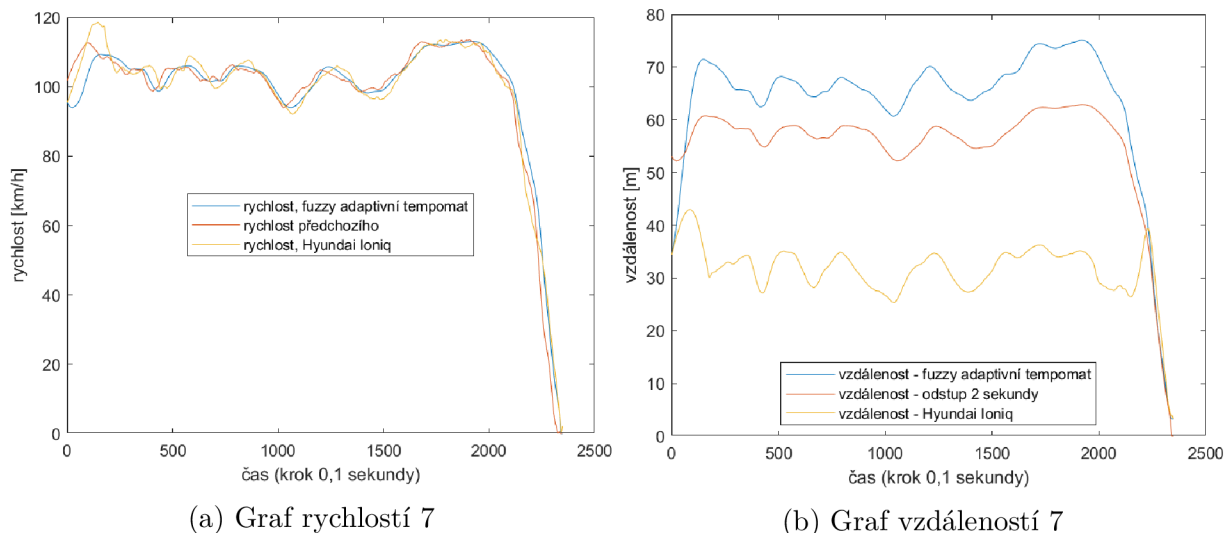 120
100
80
60
40
20
0
rychlost [km/h]
rychlost, fuzzy adaptivní tempomat
rychlost předchozího
rychlost, Hyundai Ioniq
0 500 1000 1500 2000 2500
čas (krok 0,1 sekundy)
(a) Graf rychlostí 7
80
70
60
50
40
30
20
10
0
vzdálenost [m]
vzdálenost - fuzzy adaptivní tempomat
vzdálenost - odstup 2 sekundy
vzdálenost - Hyundai Ioniq
0 500 1000 1500 2000 2500
čas (krok 0,1 sekundy)
(b) Graf vzdáleností 7